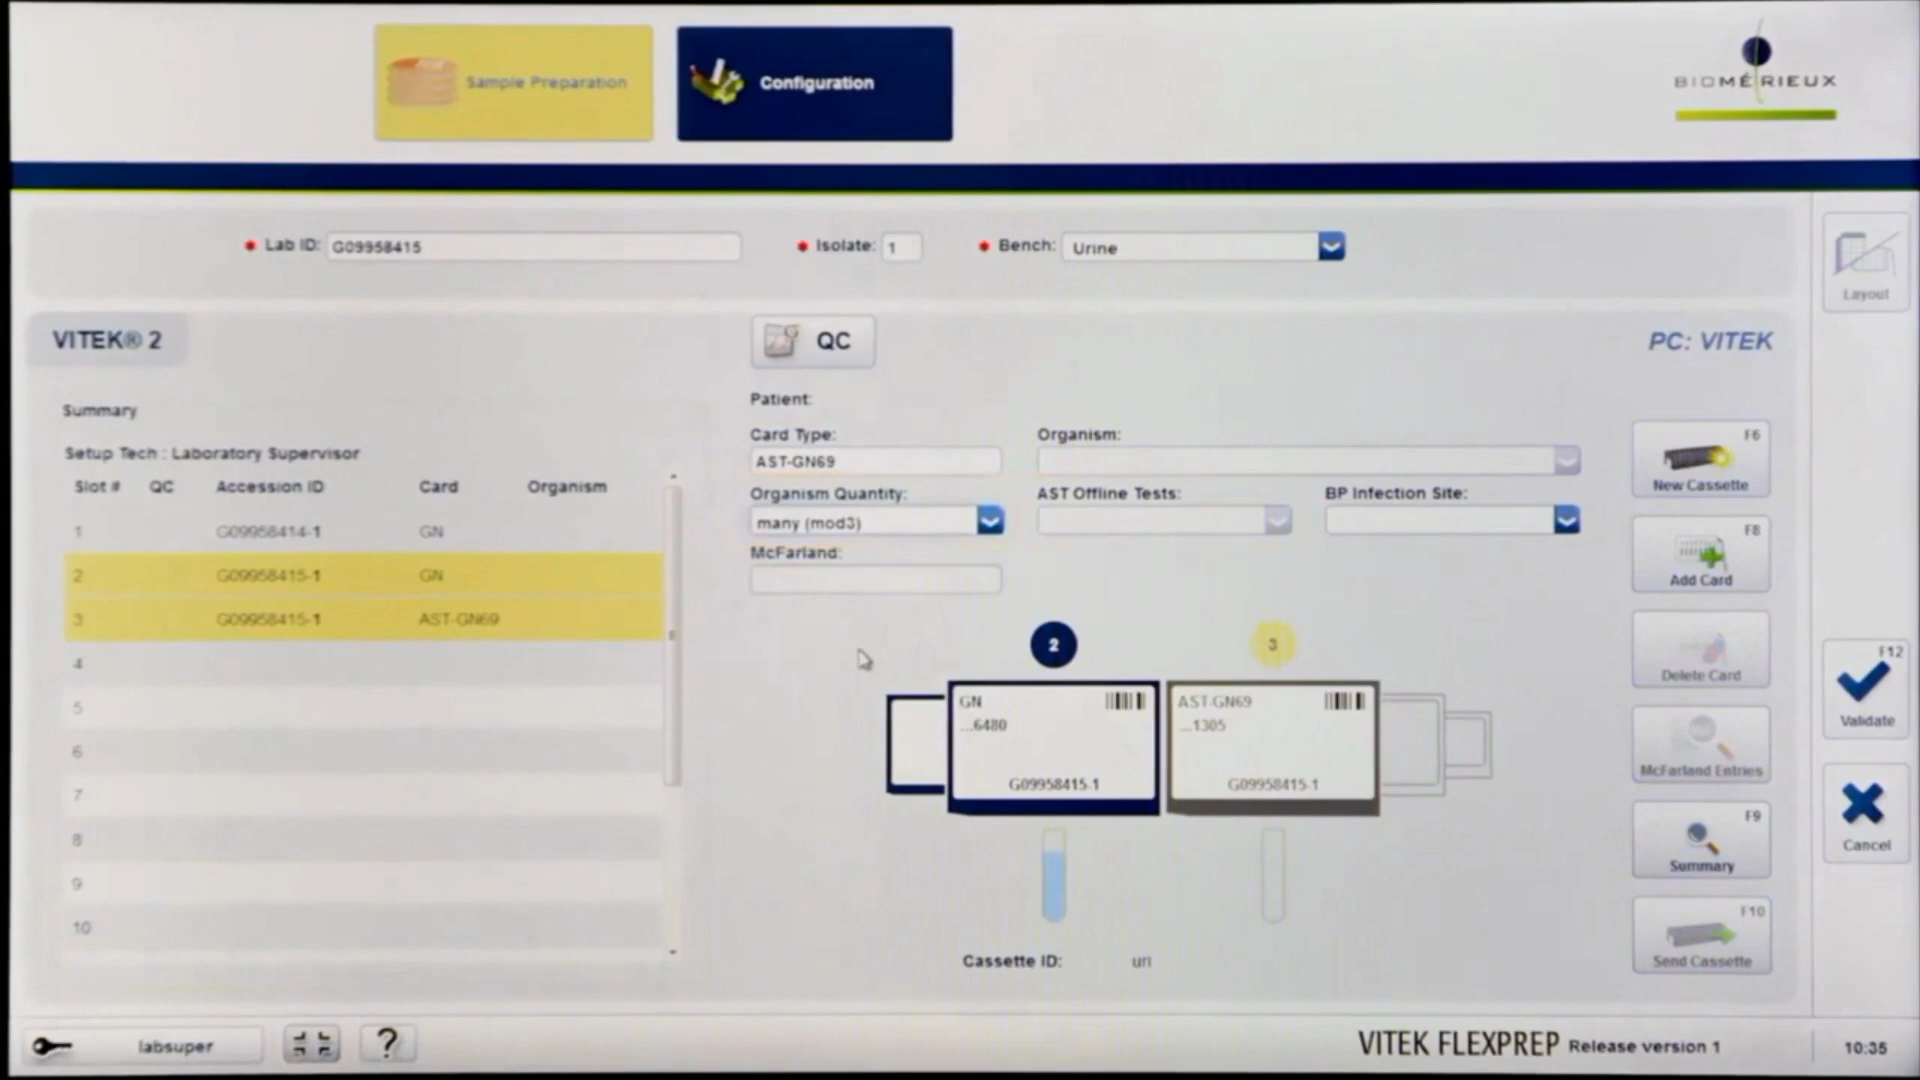 Sample Preparation
Configuration
BIOMÉRIEUX
Lab ID: G09958415
Isolate: 1
Bench: Urine
Layout
VITEK® 2
QC
PC: VITEK
Summary
Setup Tech : Laboratory Supervisor
Slot # QC Accession ID Card Organism
1 G09958414-1 GN
2 G09958415-1 GN
3 G09958415-1 AST-GN69
4
5
6
7
8
9
10
Patient:
Card Type:
AST-GN69
Organism:
Organism Quantity:
many (mod3)
AST Offline Tests:
BP Infection Site:
McFarland:
2
3
GN
...6480
G09958415-1
AST-GN69
...1305
G09958415-1
Cassette ID: uri
F6
New Cassette
F8
Add Card
Delete Card
McFarland Entries
F9
Summary
F10
Send Cassette
F12
Validate
Cancel
labsuper
?
VITEK FLEXPREP Release version 1
10:35